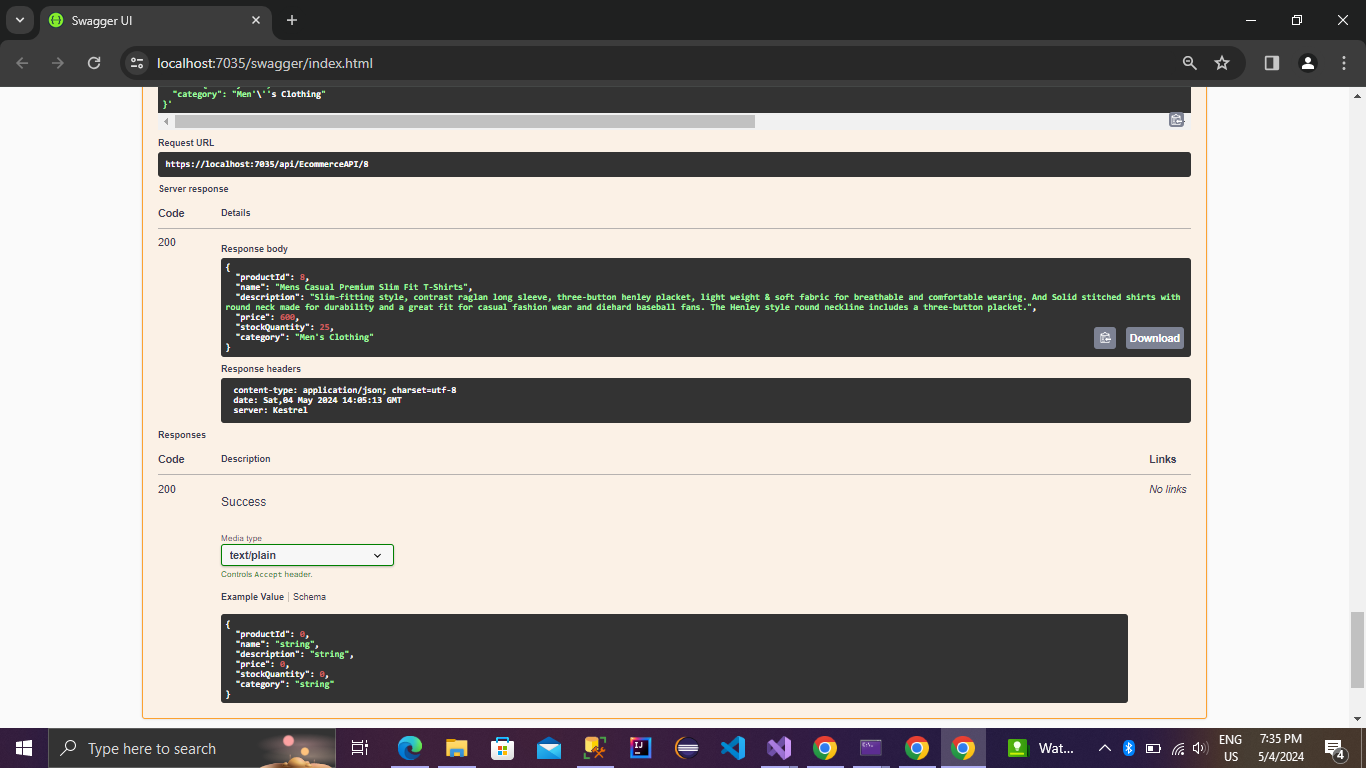 Swagger UI
localhost:7035/swagger/index.html
"category": "Men'\''s Clothing"
}'
Request URL
https://localhost:7035/api/EcommerceAPI/8
Server response
Code Details
200
Response body
{
"productId": 8,
"name": "Mens Casual Premium Slim Fit T-Shirts",
"description": "Slim-fitting style, contrast raglan long sleeve, three-button henley placket, light weight & soft fabric for breathable and comfortable wearing. And Solid stitched shirts with
round neck made for durability and a great fit for casual fashion wear and diehard baseball fans. The Henley style round neckline includes a three-button placket.",
"price": 600,
"stockQuantity": 25,
"category": "Men's Clothing"
}
Download
Response headers
content-type: application/json; charset=utf-8
date: Sat,04 May 2024 14:05:13 GMT
server: Kestrel
Responses
Code Description Links
200 No links
Success
Media type
text/plain
Controls Accept header.
Example Value Schema
{
"productId": 0,
"name": "string",
"description": "string",
"price": 0,
"stockQuantity": 0,
"category": "string"
}
Type here to search
Wat...
ENG
US
7:35 PM
5/4/2024
4